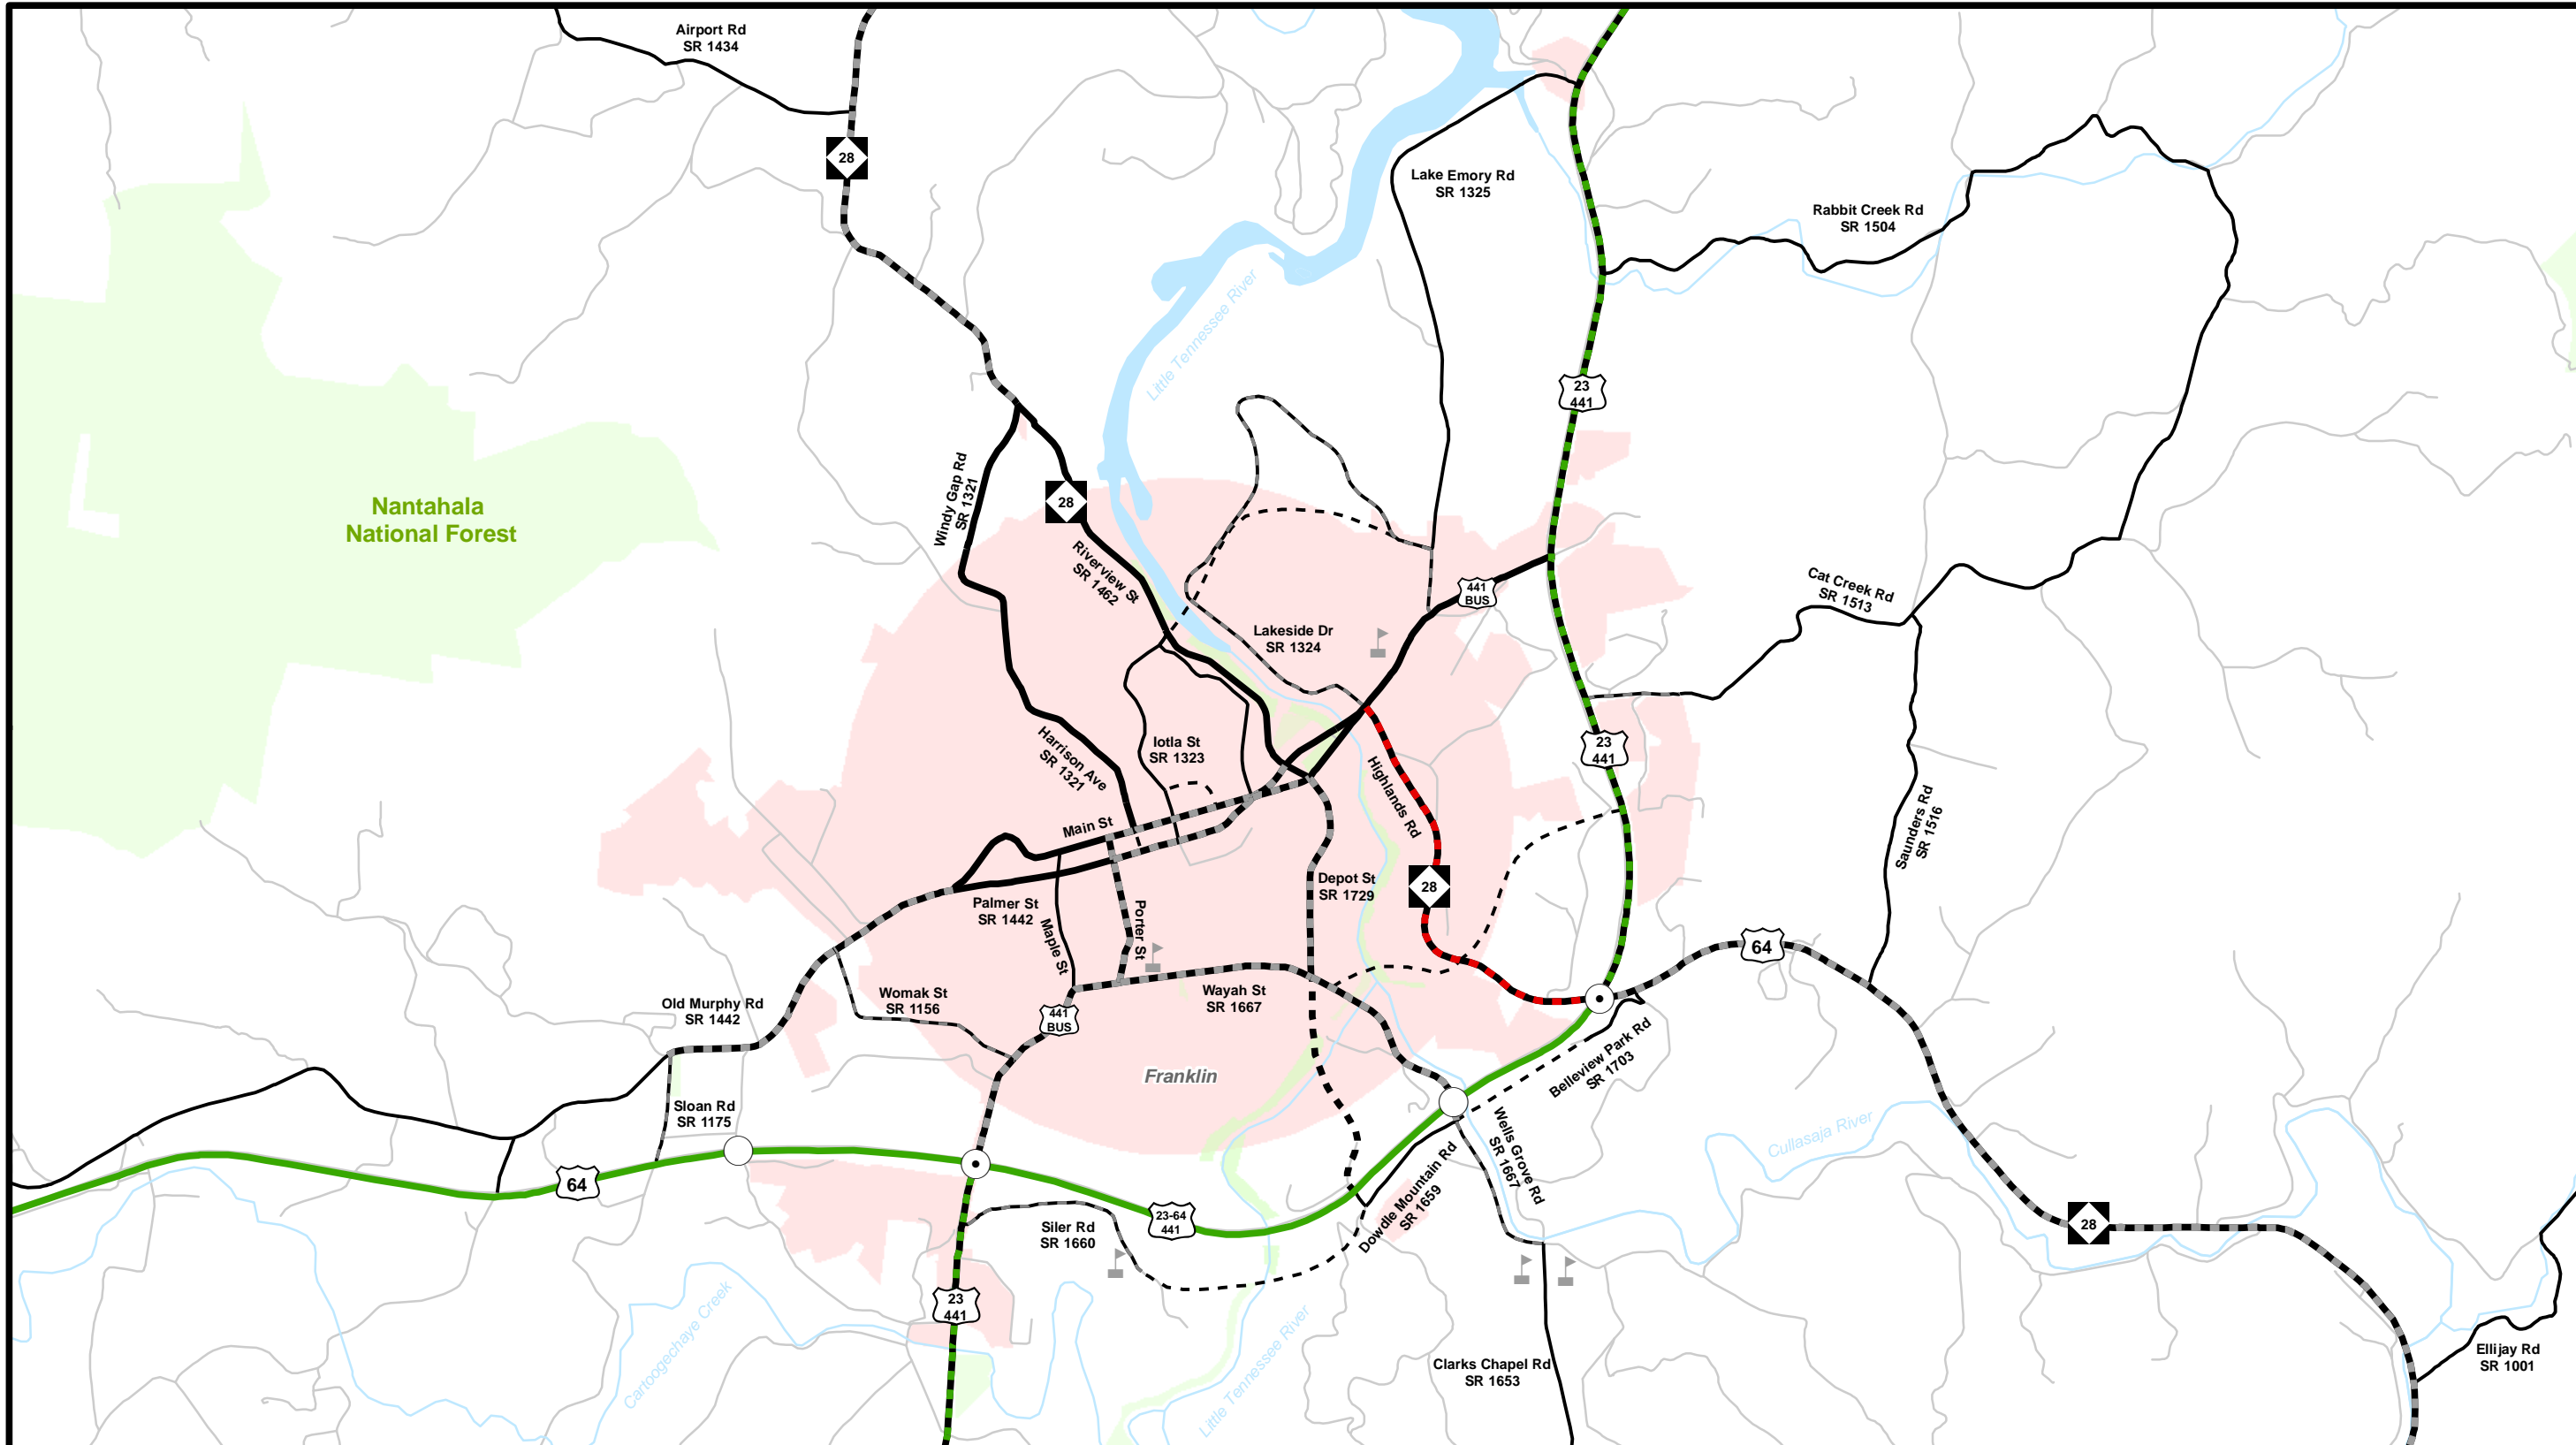 Airport Rd
SR 1434
28
Lake Emory Rd
SR 1325
Rabbit Creek Rd
SR 1504
Little Tennessee River
23
441
Nantahala
National Forest
Windy Gap Rd
SR 1321
28
Riverview St
SR 1462
441
BUS
Cat Creek Rd
SR 1513
Lakeside Dr
SR 1324
Iotla St
SR 1323
Harrison Ave
SR 1321
23
441
Highlands Rd
Main St
Saunders Rd
SR 1516
28
Depot St
SR 1729
Palmer St
SR 1442
Maple St
Porter St
64
Old Murphy Rd
SR 1442
Womak St
SR 1156
441
BUS
Wayah St
SR 1667
Franklin
Belleview Park Rd
SR 1703
Sloan Rd
SR 1175
Wells Grove Rd
SR 1667
Cullasaja River
64
23-64
441
Siler Rd
SR 1660
Dowdle Mountain Rd
SR 1659
28
23
441
Cartoogechaye Creek
Little Tennessee River
Clarks Chapel Rd
SR 1653
Ellijay Rd
SR 1001